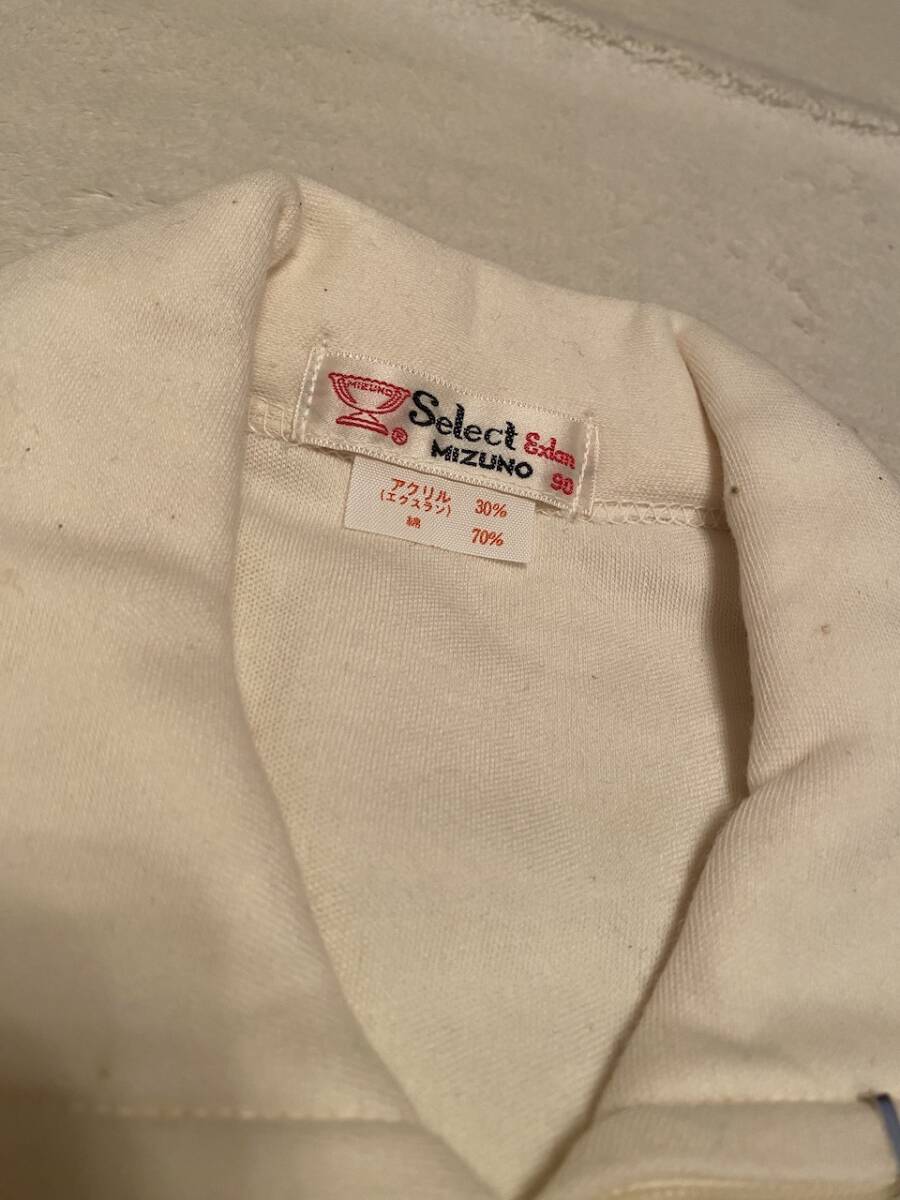 MIZUNO
®
Select Exlan
MIZUNO 90
アクリル 30%
(エクスラン)
綿 70%